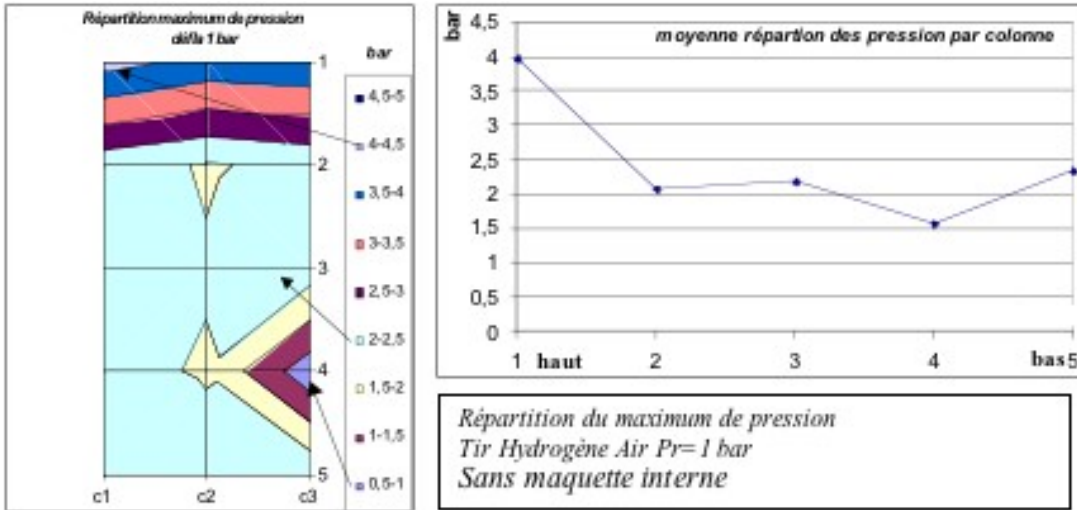 Répartition maximum de pression
défla 1 bar
bar
4,5-5
4-4,5
3,5-4
3-3,5
2,5-3
2-2,5
1,5-2
1-1,5
0,5-1
1
2
3
4
5
c1 c2 c3
moyenne répartion des pression par colonne
bar
4,5
4
3,5
3
2,5
2
1,5
1
0,5
0
1 haut 2 3 4 bas 5
Répartition du maximum de pression
Tir Hydrogène Air Pr=1 bar
Sans maquette interne